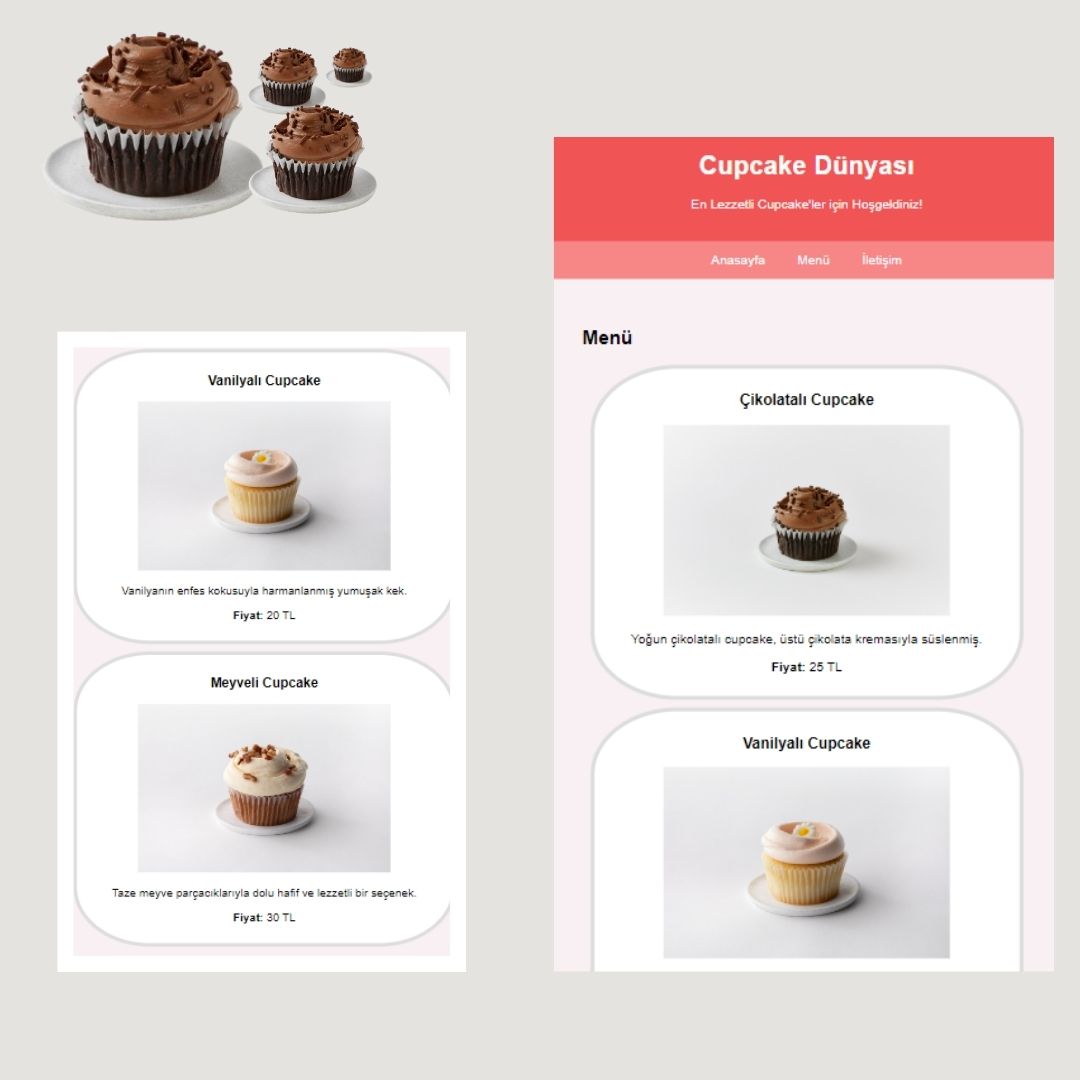 Cupcake Dünyası
En Lezzetli Cupcake'ler için Hoşgeldiniz!
Anasayfa Menü İletişim
Menü
Çikolatalı Cupcake
Yoğun çikolatalı cupcake, üstü çikolata kremasıyla süslenmiş.
Fiyat: 25 TL
Vanilyalı Cupcake
Vanilyalı Cupcake
Vanilyanın enfes kokusuyla harmanlanmış yumuşak kek.
Fiyat: 20 TL
Meyveli Cupcake
Taze meyve parçacıklarıyla dolu hafif ve lezzetli bir seçenek.
Fiyat: 30 TL